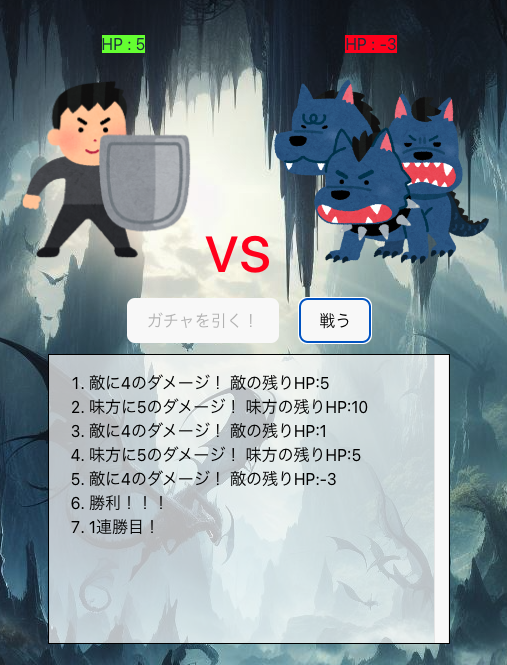 HP : 5
HP : -3
VS
ガチャを引く！
戦う
1. 敵に4のダメージ！ 敵の残りHP:5
2. 味方に5のダメージ！ 味方の残りHP:10
3. 敵に4のダメージ！ 敵の残りHP:1
4. 味方に5のダメージ！ 味方の残りHP:5
5. 敵に4のダメージ！ 敵の残りHP:-3
6. 勝利！！！
7. 1連勝目！